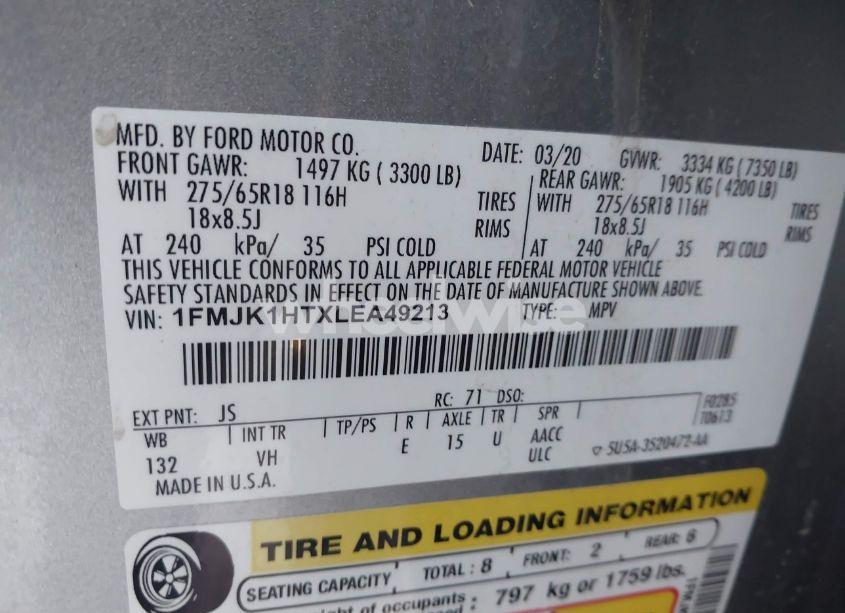 MFD. BY FORD MOTOR CO. DATE: 03/20 GVWR: 3334 KG ( 7350 LB)
FRONT GAWR: 1497 KG ( 3300 LB) REAR GAWR: 1905 KG ( 4200 LB)
WITH 275/65R18 116H TIRES WITH 275/65R18 116H TIRES
18x8.5J RIMS 18x8.5J RIMS
AT 240 kPa/ 35 PSI COLD AT 240 kPa/ 35 PSI COLD
THIS VEHICLE CONFORMS TO ALL APPLICABLE FEDERAL MOTOR VEHICLE
SAFETY STANDARDS IN EFFECT ON THE DATE OF MANUFACTURE SHOWN ABOVE.
VIN: 1FMJK1HTXLEA49213 TYPE: MPV
wheelwise
EXT PNT: JS RC: 71 DSO: F0285
WB INT TR TP/PS R AXLE TR SPR T0613
132 VH E 15 U AACC
ULC 5U5A-3520472-AA
MADE IN U.S.A.
TIRE AND LOADING INFORMATION
SEATING CAPACITY TOTAL : 8 FRONT: 2 REAR: 6
of occupants : 797 kg or 1759 lbs.